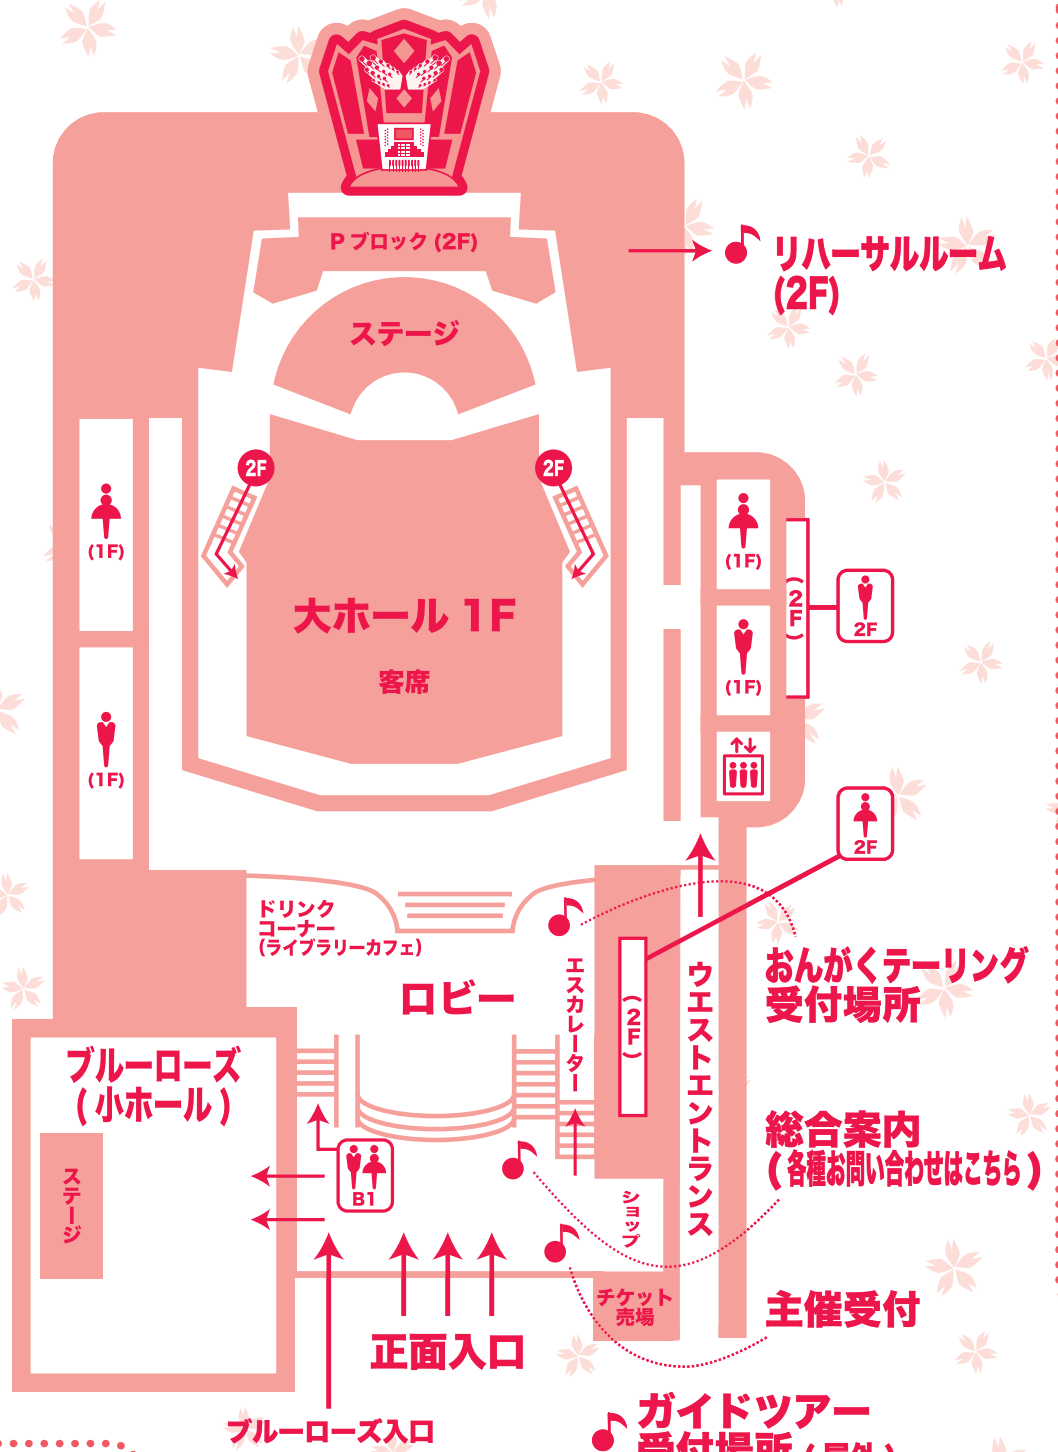 P ブロック (2F)
リハーサルルーム
(2F)
ステージ
2F
2F
(1F)
(1F)
(2F)
2F
大ホール 1F
客席
(1F)
(1F)
2F
ドリンク
コーナー
(ライブラリーカフェ)
ロビー
エスカレーター
(2F)
ウエストエントランス
おんがくテーリング
受付場所
ブルーローズ
(小ホール)
ステージ
B1
総合案内
(各種お問い合わせはこちら)
ショップ
チケット
売場
主催受付
正面入口
ブルーローズ入口
ガイドツアー
受付場所(屋外)